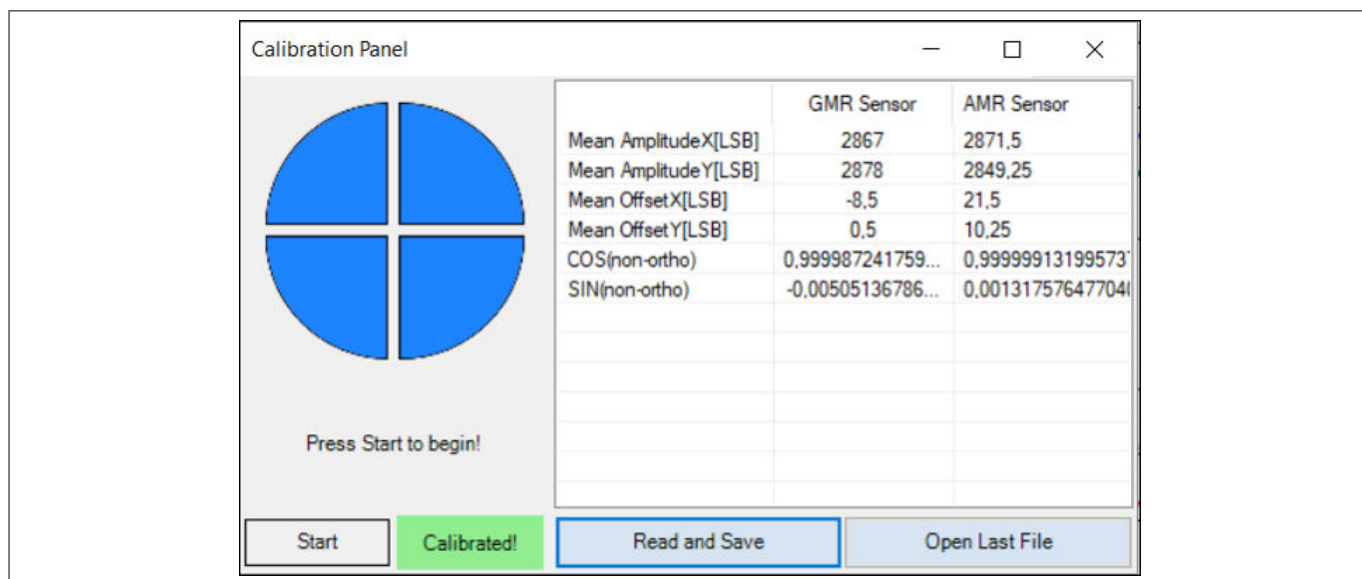 Calibration Panel
GMR Sensor AMR Sensor
Mean AmplitudeX[LSB] 2867 2871,5
Mean AmplitudeY[LSB] 2878 2849,25
Mean OffsetX[LSB] -8,5 21,5
Mean OffsetY[LSB] 0,5 10,25
COS(non-ortho) 0,999987241759... 0,99999913199573
SIN(non-ortho) -0,00505136786... 0,00131757647704
Press Start to begin!
Start Calibrated! Read and Save Open Last File